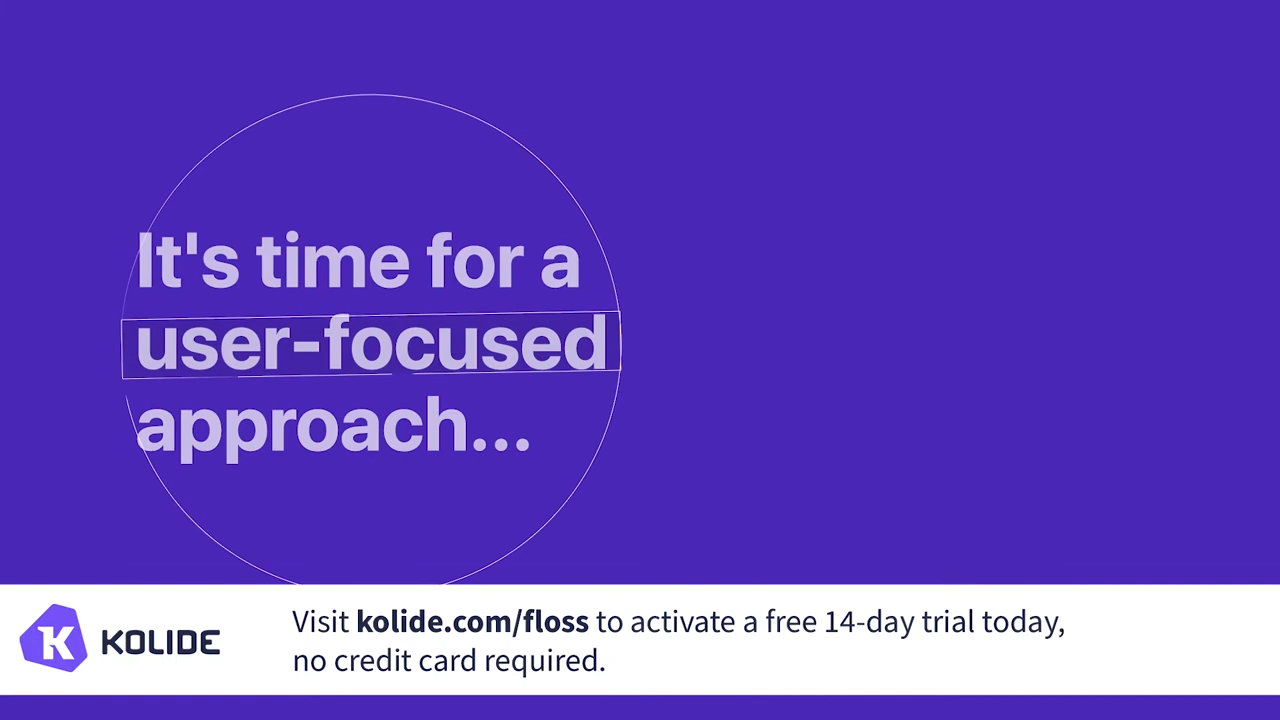 It's time for a
user-focused
approach...
KOLIDE
Visit kolide.com/floss to activate a free 14-day trial today,
no credit card required.